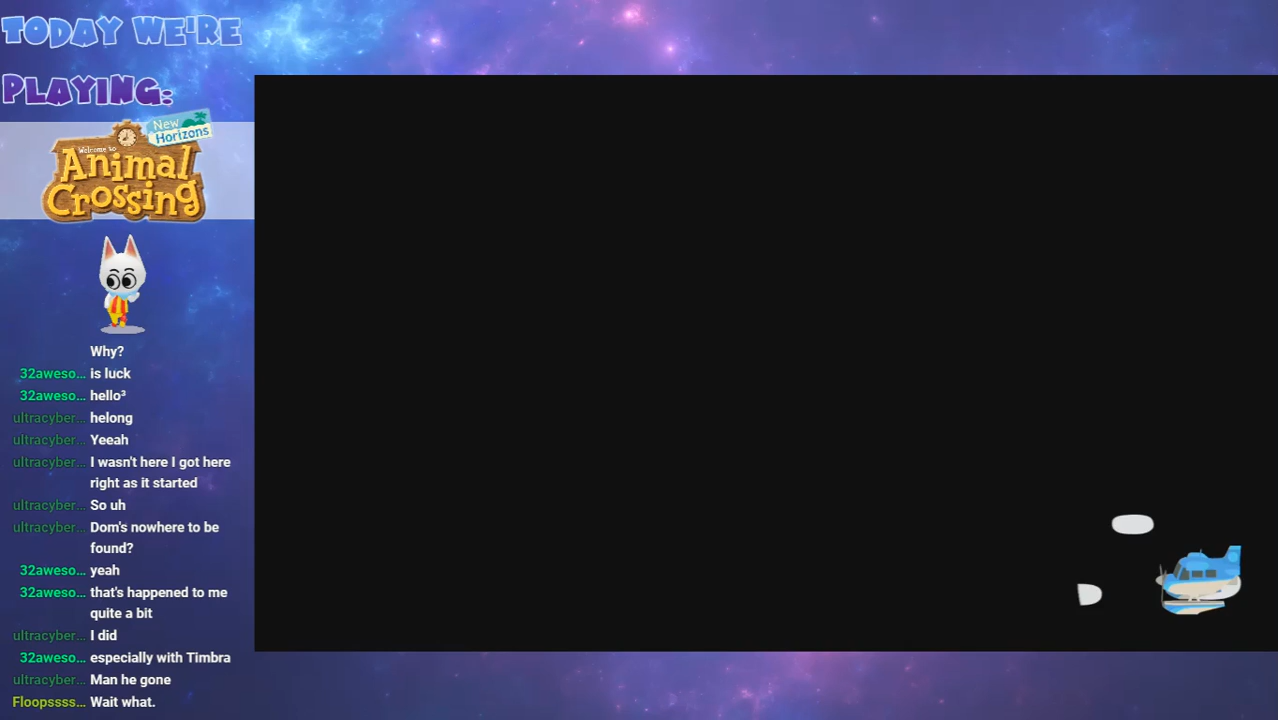 TODAY WE'RE
PLAYING:
New
Horizons
Welcome to
Animal
Crossing
Why?
32aweso… is luck
32aweso… hello³
ultracyber… helong
ultracyber… Yeeah
ultracyber… I wasn't here I got here
right as it started
ultracyber… So uh
ultracyber… Dom's nowhere to be
found?
32aweso… yeah
32aweso… that's happened to me
quite a bit
ultracyber… I did
32aweso… especially with Timbra
ultracyber… Man he gone
Floopssss… Wait what.